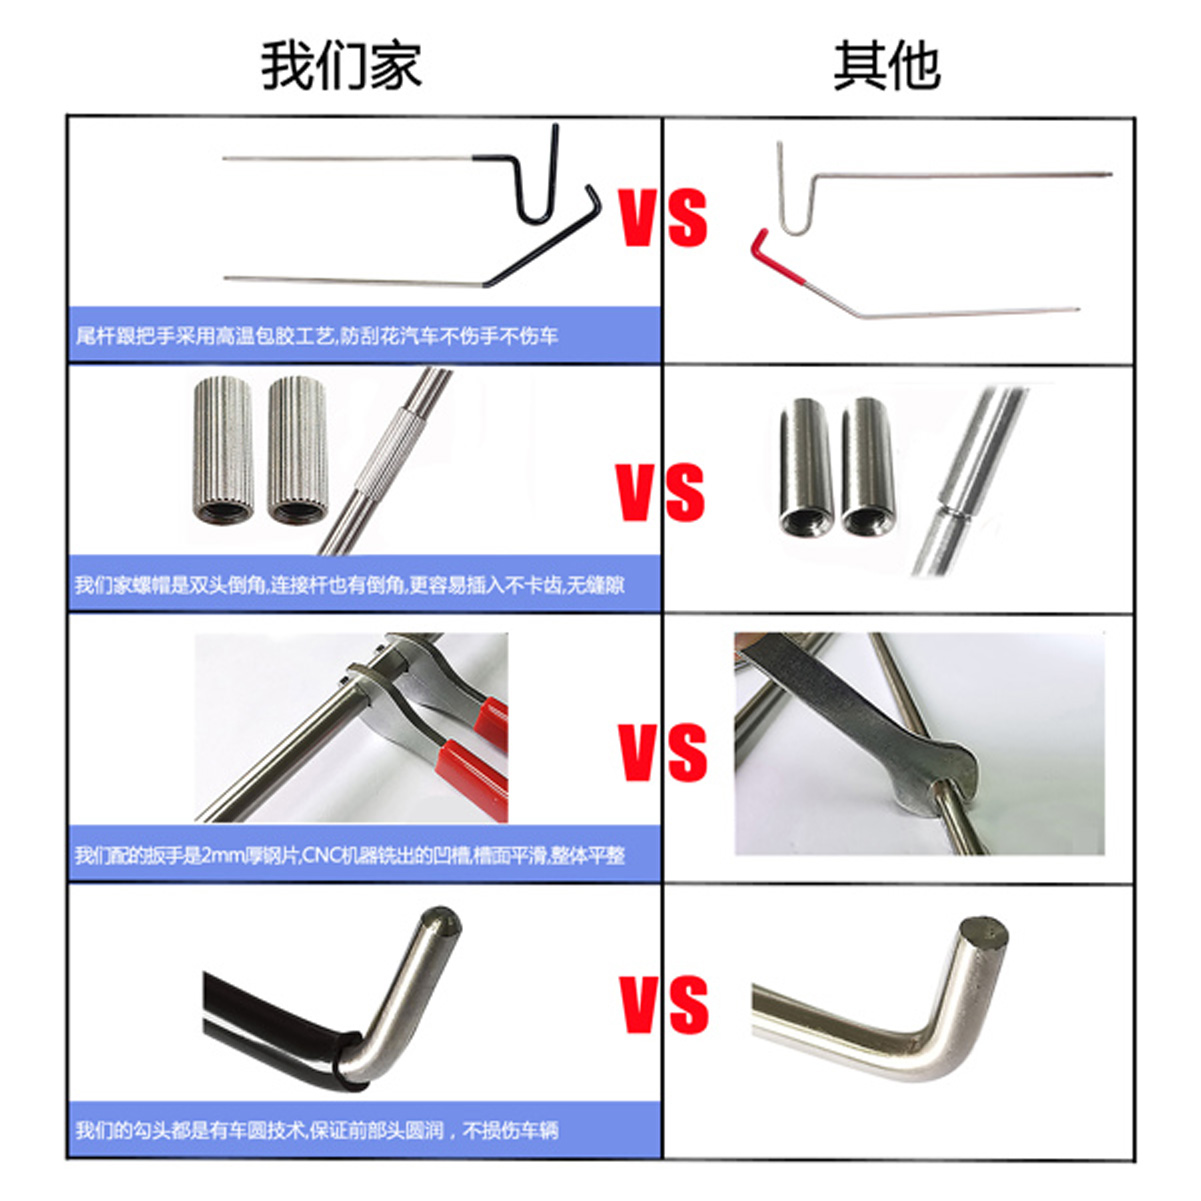 我们家
其他
VS
尾杆跟把手采用高温包胶工艺,防刮花汽车不伤手不伤车
VS
我们家螺帽是双头倒角,连接杆也有倒角,更容易插入不卡齿,无缝隙
VS
我们配的扳手是2mm厚钢片,CNC机器铣出的凹槽,槽面平滑,整体平整
VS
我们的勾头都是有车圆技术,保证前部头圆润，不损伤车辆